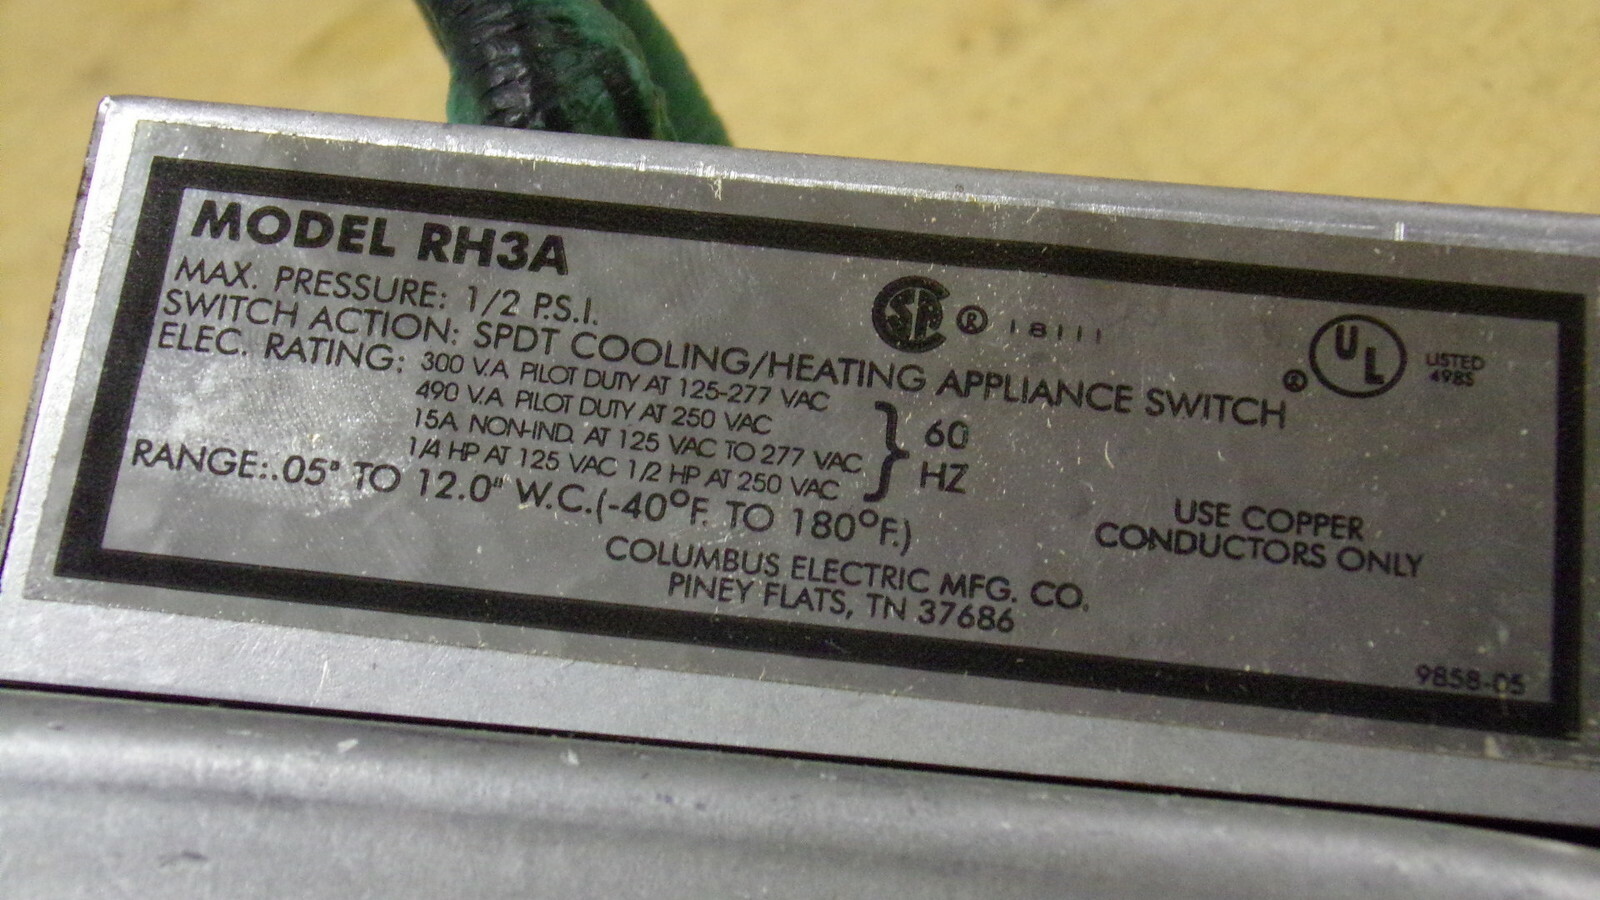 MODEL RH3A
MAX. PRESSURE: 1/2 P.S.I.
SP ® 18111
UL ® LISTED
498S
SWITCH ACTION: SPDT COOLING/HEATING APPLIANCE SWITCH
ELEC. RATING: 300 V.A PILOT DUTY AT 125-277 VAC
490 V.A PILOT DUTY AT 250 VAC
15A NON-IND. AT 125 VAC TO 277 VAC
1/4 HP AT 125 VAC 1/2 HP AT 250 VAC
} 60
HZ
RANGE:.05" TO 12.0" W.C.(-40°F. TO 180°F.)
USE COPPER
CONDUCTORS ONLY
COLUMBUS ELECTRIC MFG. CO.
PINEY FLATS, TN 37686
9858-05